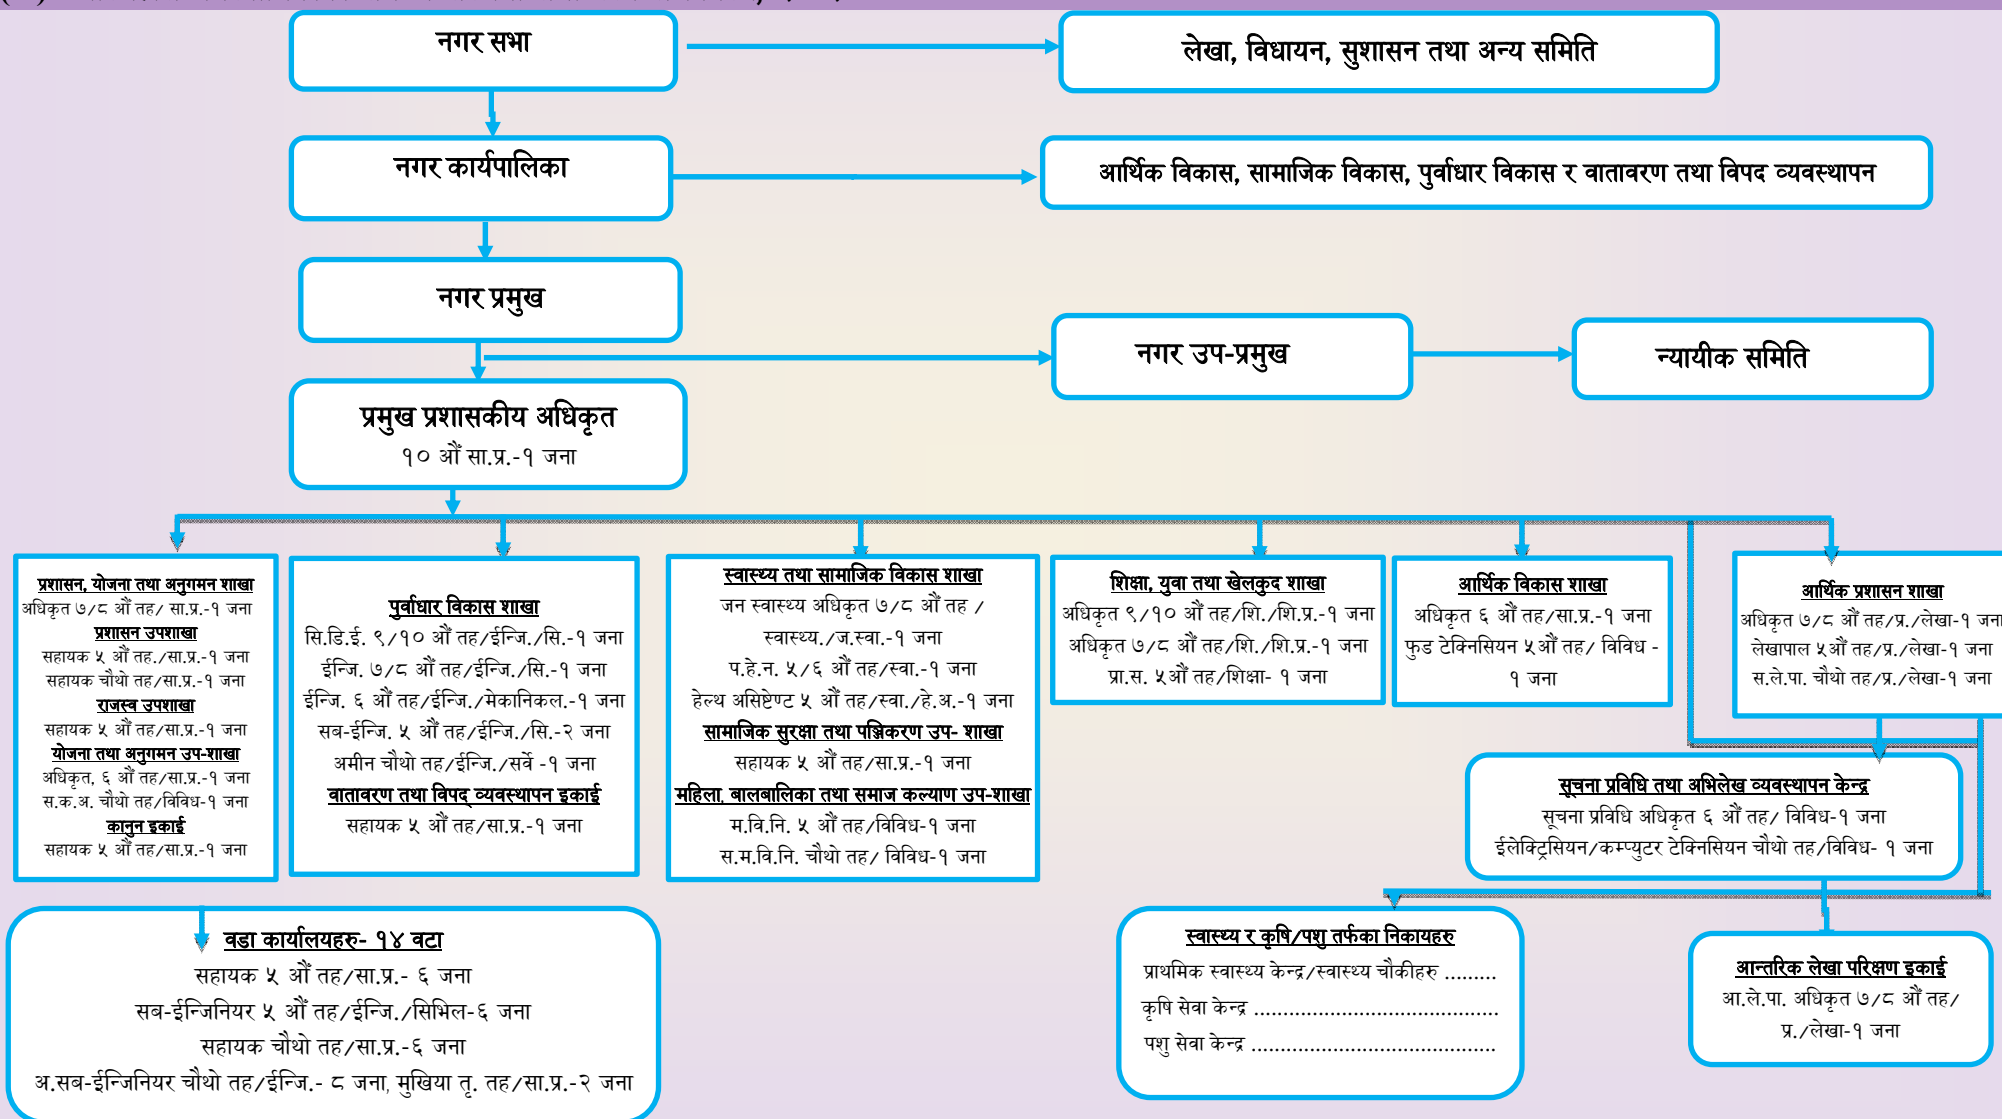 नगर सभा
लेखा, विधायन, सुशासन तथा अन्य समिति
नगर कार्यपालिका
आर्थिक विकास, सामाजिक विकास, पुर्वाधार विकास र वातावरण तथा विपद व्यवस्थापन
नगर प्रमुख
नगर उप-प्रमुख
न्यायीक समिति
प्रमुख प्रशासकीय अधिकृत
१० औँ सा.प्र.-१ जना
प्रशासन, योजना तथा अनुगमन शाखा
अधिकृत ७/८ औँ तह/ सा.प्र.-१ जना
प्रशासन उपशाखा
सहायक ५ औँ तह./सा.प्र.-१ जना
सहायक चौथो तह/सा.प्र.-१ जना
राजस्व उपशाखा
सहायक ५ औँ तह/सा.प्र.-१ जना
योजना तथा अनुगमन उप-शाखा
अधिकृत, ६ औँ तह/सा.प्र.-१ जना
स.क.अ. चौथो तह/विविध-१ जना
कानुन इकाई
सहायक ५ औँ तह/सा.प्र.-१ जना
पुर्वाधार विकास शाखा
सि.डि.ई. ९/१० औँ तह/ईन्जि./सि.-१ जना
ईन्जि. ७/८ औँ तह/ईन्जि./सि.-१ जना
ईन्जि. ६ औँ तह/ईन्जि./मेकानिकल.-१ जना
सब-ईन्जि. ५ औँ तह/ईन्जि./सि.-२ जना
अमीन चौथो तह/ईन्जि./सर्वे -१ जना
वातावरण तथा विपद् व्यवस्थापन इकाई
सहायक ५ औँ तह/सा.प्र.-१ जना
स्वास्थ्य तथा सामाजिक विकास शाखा
जन स्वास्थ्य अधिकृत ७/८ औँ तह /
स्वास्थ्य./ज.स्वा.-१ जना
प.हे.न. ५/६ औँ तह/स्वा.-१ जना
हेल्थ असिष्टेण्ट ५ औँ तह/स्वा./हे.अ.-१ जना
सामाजिक सुरक्षा तथा पञ्जिकरण उप- शाखा
सहायक ५ औँ तह/सा.प्र.-१ जना
महिला, बालबालिका तथा समाज कल्याण उप-शाखा
म.वि.नि. ५ औँ तह/विविध-१ जना
स.म.वि.नि. चौथो तह/ विविध-१ जना
शिक्षा, युवा तथा खेलकुद शाखा
अधिकृत ९/१० औँ तह/शि./शि.प्र.-१ जना
अधिकृत ७/८ औँ तह/शि./शि.प्र.-१ जना
प्रा.स. ५औँ तह/शिक्षा- १ जना
आर्थिक विकास शाखा
अधिकृत ६ औँ तह/सा.प्र.-१ जना
फुड टेक्निसियन ५औँ तह/ विविध -
१ जना
आर्थिक प्रशासन शाखा
अधिकृत ७/८ औँ तह/प्र./लेखा-१ जना
लेखापाल ५औँ तह/प्र./लेखा-१ जना
स.ले.पा. चौथो तह/प्र./लेखा-१ जना
सूचना प्रविधि तथा अभिलेख व्यवस्थापन केन्द्र
सूचना प्रविधि अधिकृत ६ औँ तह/ विविध-१ जना
ईलेक्ट्रिसियन/कम्प्युटर टेक्निसियन चौथो तह/विविध- १ जना
वडा कार्यालयहरु- १४ वटा
सहायक ५ औँ तह/सा.प्र.- ६ जना
सब-ईन्जिनियर ५ औँ तह/ईन्जि./सिभिल-६ जना
सहायक चौथो तह/सा.प्र.-६ जना
अ.सब-ईन्जिनियर चौथो तह/ईन्जि.- ८ जना, मुखिया तृ. तह/सा.प्र.-२ जना
स्वास्थ्य र कृषि/पशु तर्फका निकायहरु
प्राथमिक स्वास्थ्य केन्द्र/स्वास्थ्य चौकीहरु .........
कृषि सेवा केन्द्र ..........................................
पशु सेवा केन्द्र ..........................................
आन्तरिक लेखा परिक्षण इकाई
आ.ले.पा. अधिकृत ७/८ औँ तह/
प्र./लेखा-१ जना